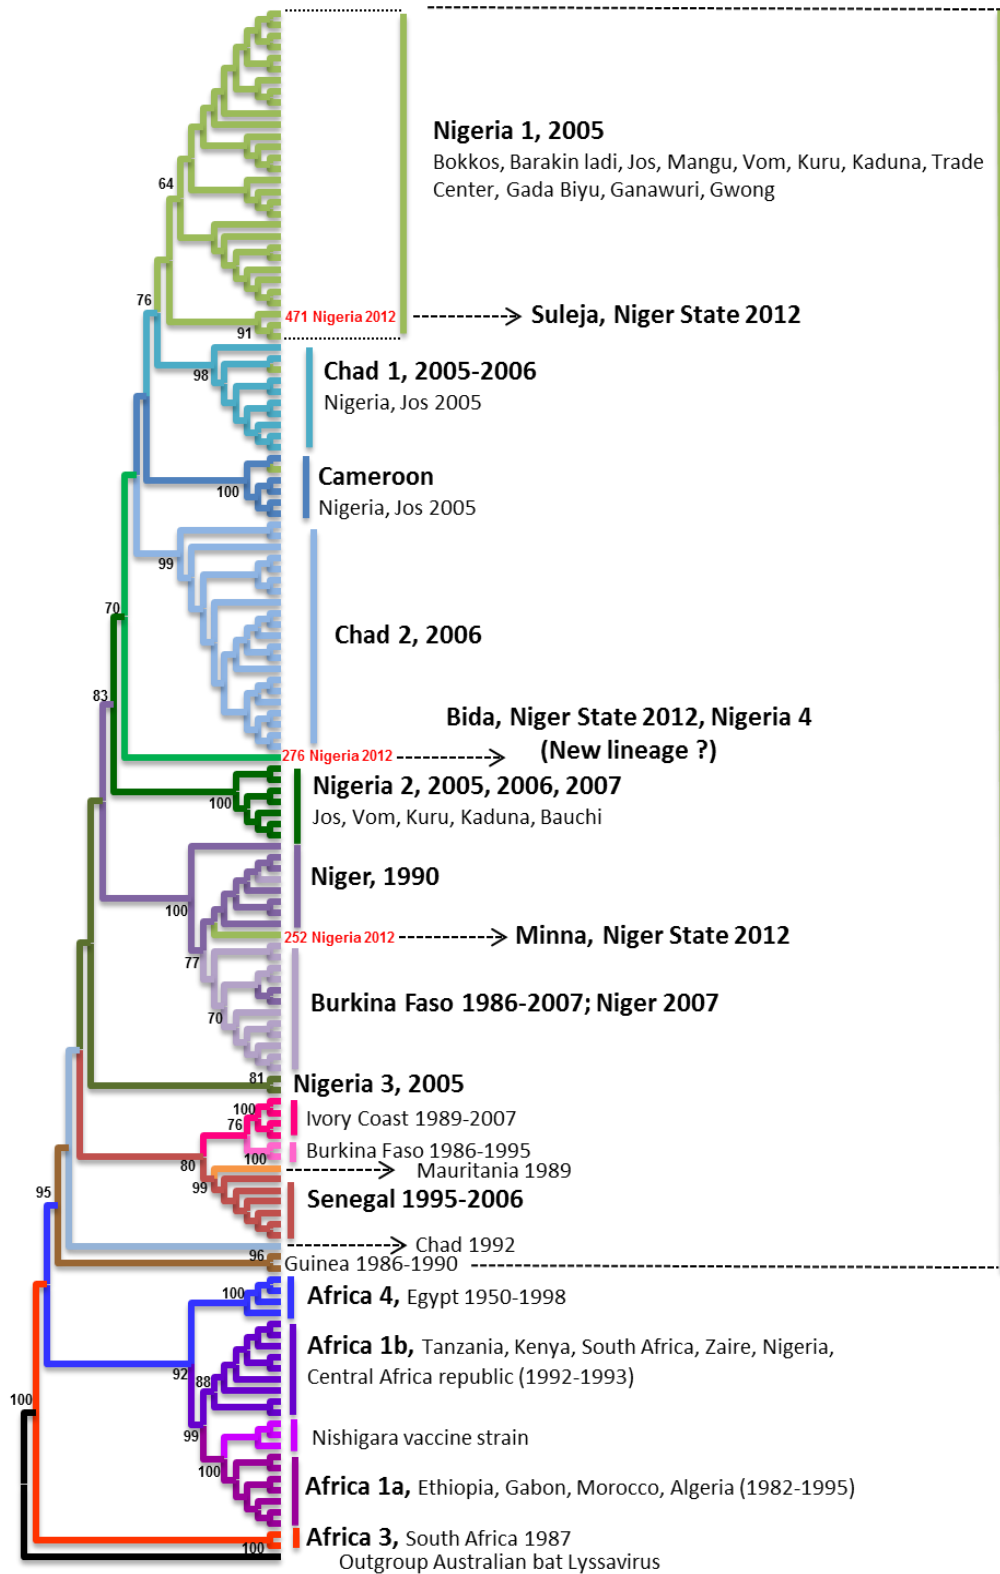 Nigeria 1, 2005
Bokkos, Barakin ladi, Jos, Mangu, Vom, Kuru, Kaduna, Trade
Center, Gada Biyu, Ganawuri, Gwong
64
76
471 Nigeria 2012
Suleja, Niger State 2012
91
98
Chad 1, 2005-2006
Nigeria, Jos 2005
Cameroon
100
Nigeria, Jos 2005
99
70
Chad 2, 2006
83
Bida, Niger State 2012, Nigeria 4
(New lineage ?)
276 Nigeria 2012
Nigeria 2, 2005, 2006, 2007
100
Jos, Vom, Kuru, Kaduna, Bauchi
Niger, 1990
100
252 Nigeria 2012
Minna, Niger State 2012
77
Burkina Faso 1986-2007; Niger 2007
70
81
Nigeria 3, 2005
100
76
Ivory Coast 1989-2007
Burkina Faso 1986-1995
100
80
Mauritania 1989
99
Senegal 1995-2006
95
Chad 1992
96
Guinea 1986-1990
100
Africa 4, Egypt 1950-1998
Africa 1b, Tanzania, Kenya, South Africa, Zaire, Nigeria,
Central Africa republic (1992-1993)
92
88
100
99
Nishigara vaccine strain
100
Africa 1a, Ethiopia, Gabon, Morocco, Algeria (1982-1995)
Africa 3, South Africa 1987
100
Outgroup Australian bat Lyssavirus